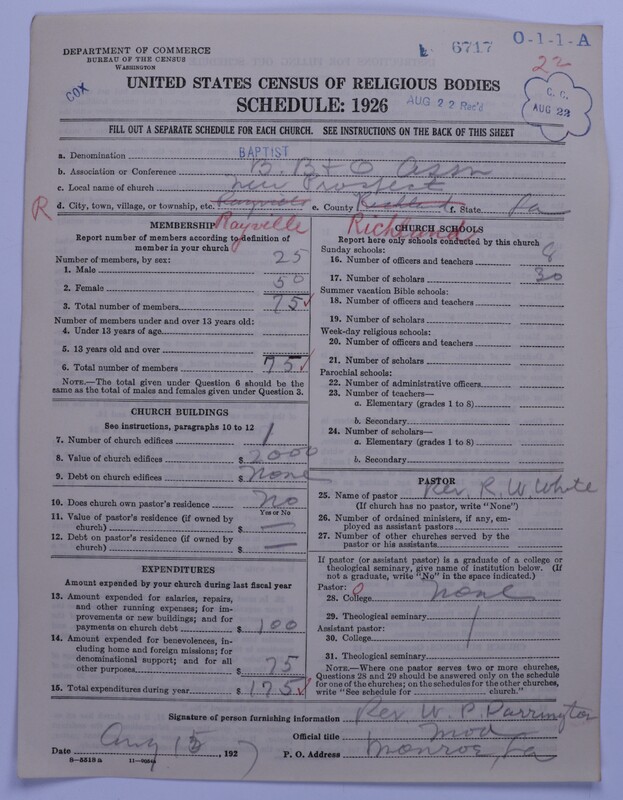 DEPARTMENT OF COMMERCE
BUREAU OF THE CENSUS
WASHINGTON
COX
6717
O-1-1-A
22
C. C.
AUG 22
UNITED STATES CENSUS OF RELIGIOUS BODIES
SCHEDULE: 1926
AUG 22 Rec'd
FILL OUT A SEPARATE SCHEDULE FOR EACH CHURCH. SEE INSTRUCTIONS ON THE BACK OF THIS SHEET
a. Denomination BAPTIST
b. Association or Conference
c. Local name of church New Prospect
R d. City, town, village, or township, etc. Rayville e. County Richland f. State La
Rayville Richland
MEMBERSHIP
Report number of members according to definition of
member in your church
Number of members, by sex:
1. Male 25
2. Female 50
3. Total number of members 75
Number of members under and over 13 years old:
4. Under 13 years of age
5. 13 years old and over
6. Total number of members 75
NOTE.—The total given under Question 6 should be the
same as the total of males and females given under Question 3.
CHURCH BUILDINGS
See instructions, paragraphs 10 to 12
7. Number of church edifices 1
8. Value of church edifices $ 2000
9. Debt on church edifices $ None
10. Does church own pastor's residence? No
Yes or No
11. Value of pastor's residence (if owned by
church) $ —
12. Debt on pastor's residence (if owned by
church) $ —
EXPENDITURES
Amount expended by your church during last fiscal year
13. Amount expended for salaries, repairs,
and other running expenses; for im-
provements or new buildings; and for
payments on church debt $ 100
14. Amount expended for benevolences, in-
cluding home and foreign missions; for
denominational support; and for all
other purposes $ 75
15. Total expenditures during year $ 175
CHURCH SCHOOLS
Report here only schools conducted by this church
Sunday schools:
16. Number of officers and teachers 8
17. Number of scholars 30
Summer vacation Bible schools:
18. Number of officers and teachers
19. Number of scholars
Week-day religious schools:
20. Number of officers and teachers
21. Number of scholars
Parochial schools:
22. Number of administrative officers
23. Number of teachers—
a. Elementary (grades 1 to 8)
b. Secondary
24. Number of scholars—
a. Elementary (grades 1 to 8)
b. Secondary
PASTOR
25. Name of pastor Rev. R. W. White
(If church has no pastor, write "None")
26. Number of ordained ministers, if any, em-
ployed as assistant pastors
27. Number of other churches served by the
pastor or his assistants
If pastor (or assistant pastor) is a graduate of a college or
theological seminary, give name of institution below. (If
not a graduate, write "No" in the space indicated.)
Pastor: 0
28. College None
29. Theological seminary
Assistant pastor:
30. College
31. Theological seminary
NOTE.—Where one pastor serves two or more churches,
Questions 28 and 29 should be answered only on the schedule
for one of the churches; on the schedules for the other churches,
write "See schedule for church."
Signature of person furnishing information Rev W. P. Darrington
Official title Mod
Date Aug 15, 1927 P. O. Address Monroe, La
8—5518 a